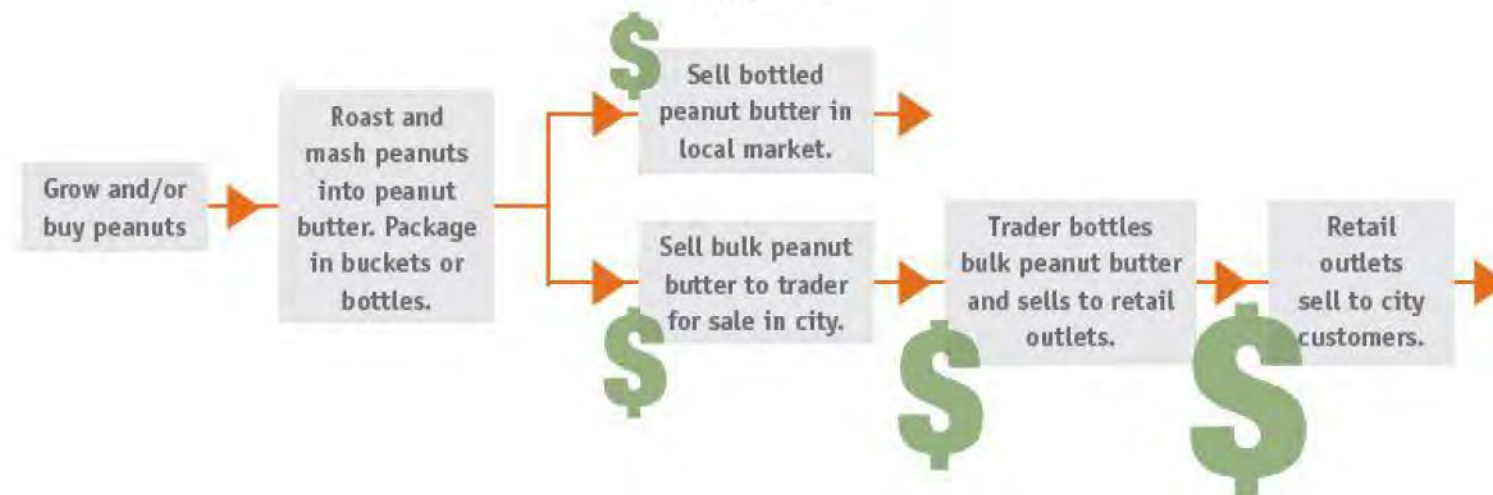 Grow and/or
buy peanuts
Roast and
mash peanuts
into peanut
butter. Package
in buckets or
bottles.
$
Sell bottled
peanut butter in
local market.
$
Sell bulk peanut
butter to trader
for sale in city.
$
Trader bottles
bulk peanut butter
and sells to retail
outlets.
$
Retail
outlets
sell to city
customers.